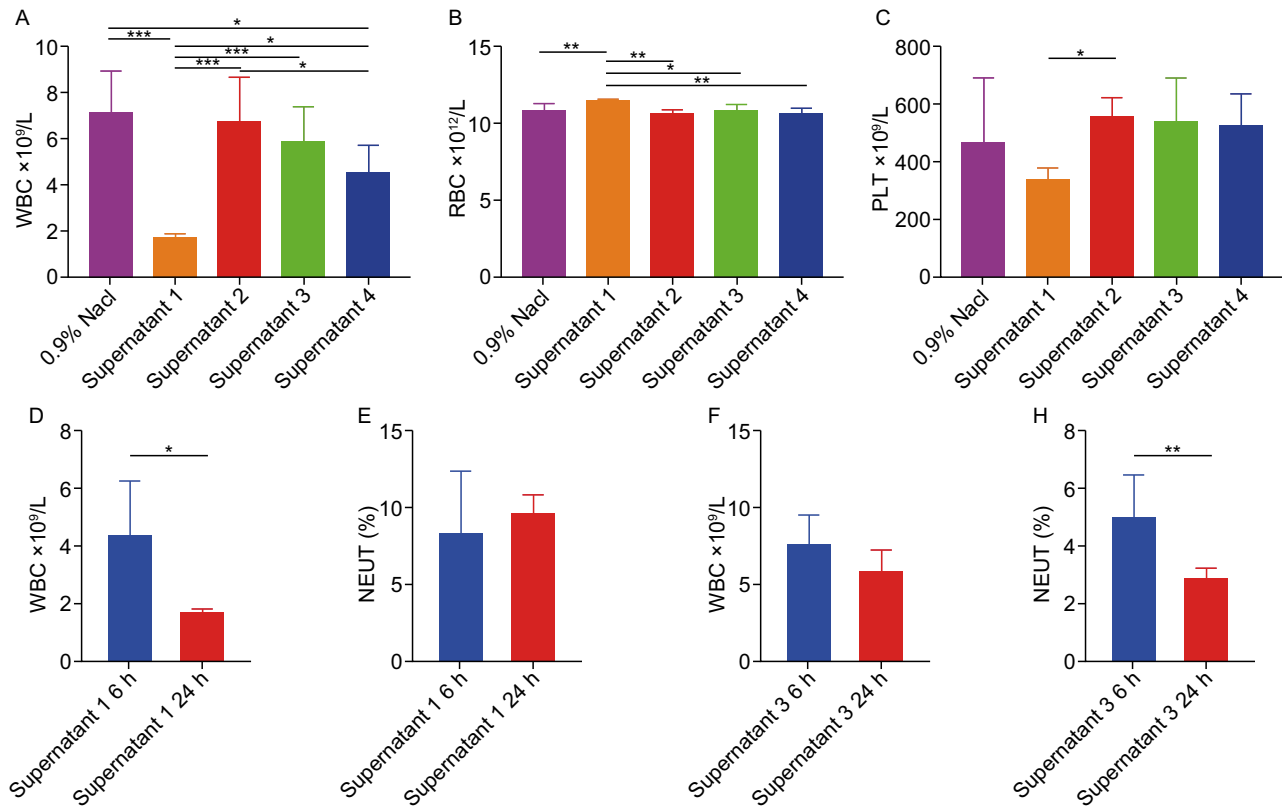 A
WBC ×10⁹/L
10
8
6
4
2
0
*
***
*
***
***
*
0.9% Nacl
Supernatant 1
Supernatant 2
Supernatant 3
Supernatant 4
B
RBC ×10¹²/L
15
10
5
0
**
**
*
**
0.9% Nacl
Supernatant 1
Supernatant 2
Supernatant 3
Supernatant 4
C
PLT ×10⁹/L
800
600
400
200
0
*
0.9% Nacl
Supernatant 1
Supernatant 2
Supernatant 3
Supernatant 4
D
WBC ×10⁹/L
8
6
4
2
0
*
Supernatant 1 6 h
Supernatant 1 24 h
E
NEUT (%)
15
10
5
0
Supernatant 1 6 h
Supernatant 1 24 h
F
WBC ×10⁹/L
15
10
5
0
Supernatant 3 6 h
Supernatant 3 24 h
H
NEUT (%)
8
6
4
2
0
**
Supernatant 3 6 h
Supernatant 3 24 h